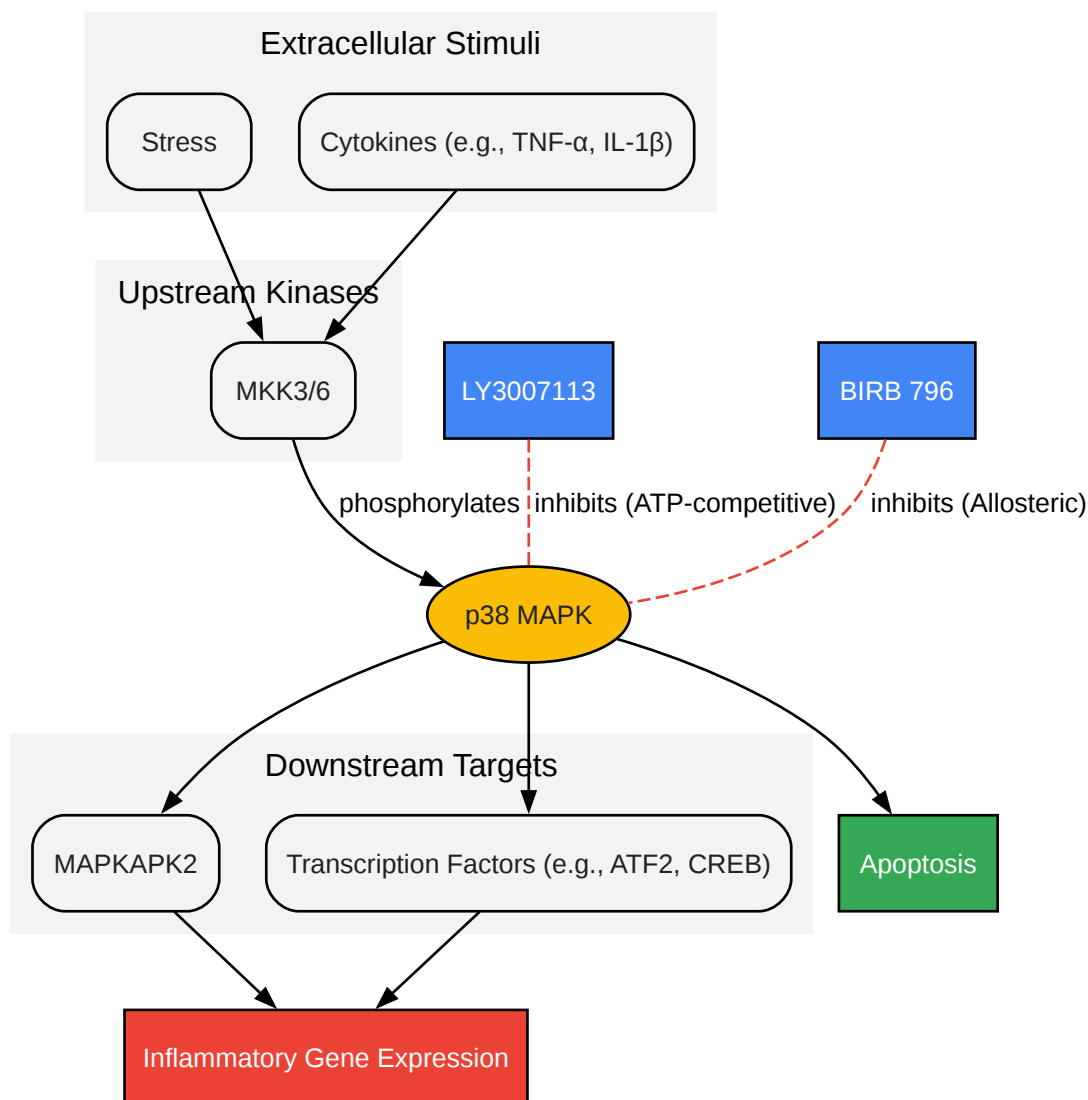 Extracellular Stimuli
Stress
Cytokines (e.g., TNF-α, IL-1β)
Upstream Kinases
MKK3/6
LY3007113
BIRB 796
phosphorylates
inhibits (ATP-competitive)
inhibits (Allosteric)
p38 MAPK
Downstream Targets
MAPKAPK2
Transcription Factors (e.g., ATF2, CREB)
Apoptosis
Inflammatory Gene Expression